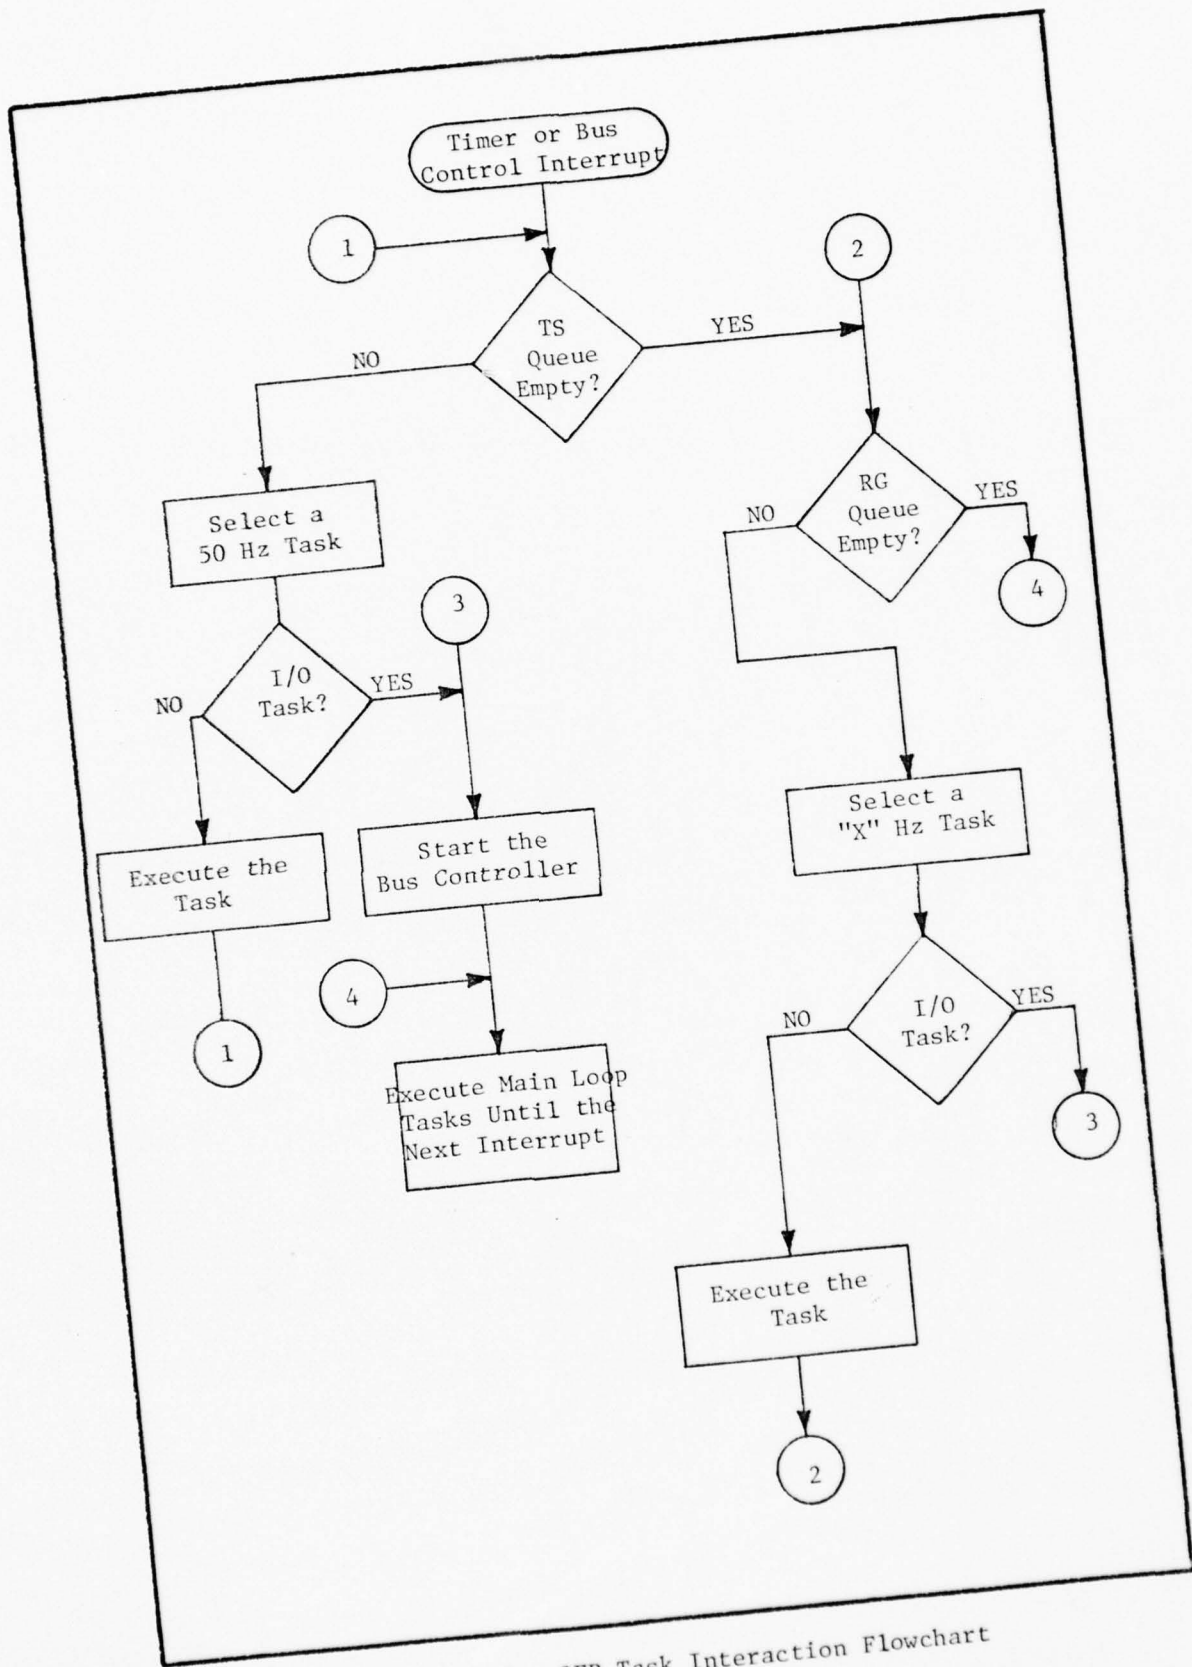 Timer or Bus
Control Interrupt
1
2
TS
Queue
Empty?
YES
NO
RG
Queue
Empty?
YES
NO
4
Select a
50 Hz Task
3
I/O
Task?
YES
NO
Select a
"X" Hz Task
Execute the
Task
Start the
Bus Controller
4
1
I/O
Task?
YES
NO
3
Execute Main Loop
Tasks Until the
Next Interrupt
Execute the
Task
2
Task Interaction Flowchart